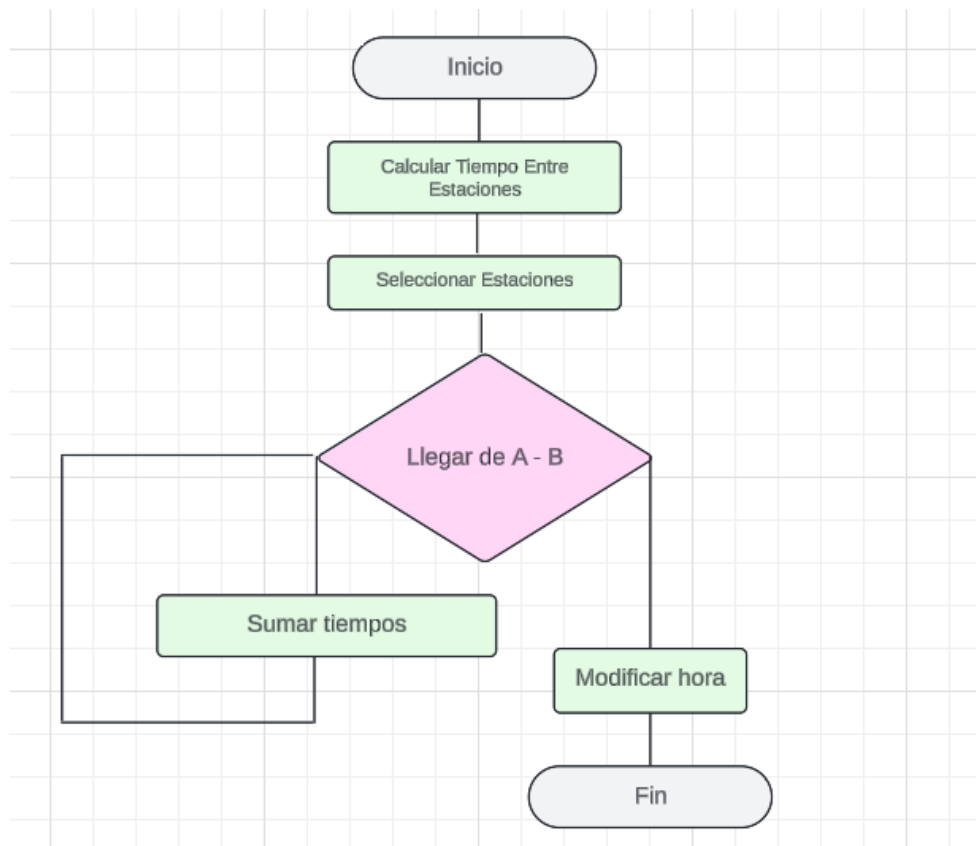 Inicio
Calcular Tiempo Entre
Estaciones
Seleccionar Estaciones
Llegar de A - B
Sumar tiempos
Modificar hora
Fin